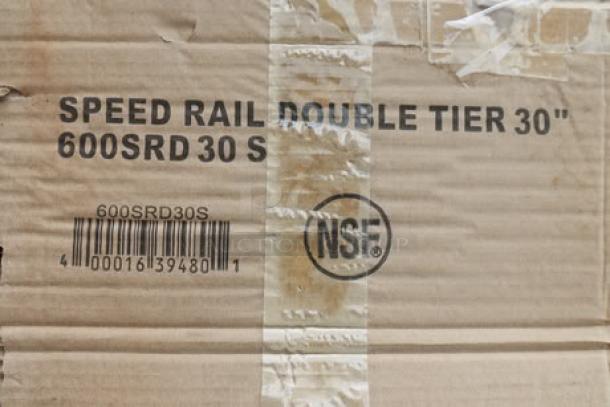 SPEED RAIL DOUBLE TIER 30"
600SRD 30 S
600SRD30S
4 00016 39480 1
NSF®